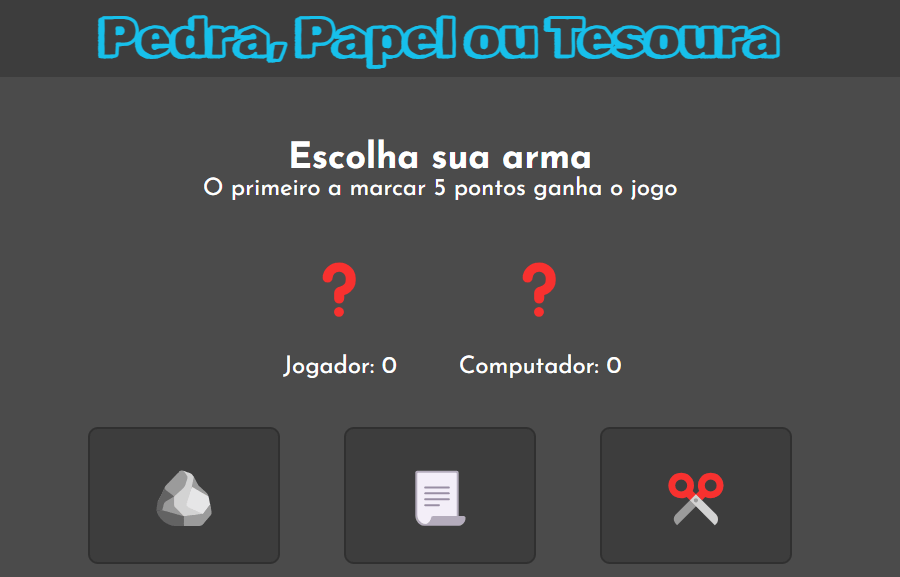 Pedra, Papel ou Tesoura
Escolha sua arma
O primeiro a marcar 5 pontos ganha o jogo
❓ ❓
Jogador: 0 Computador: 0